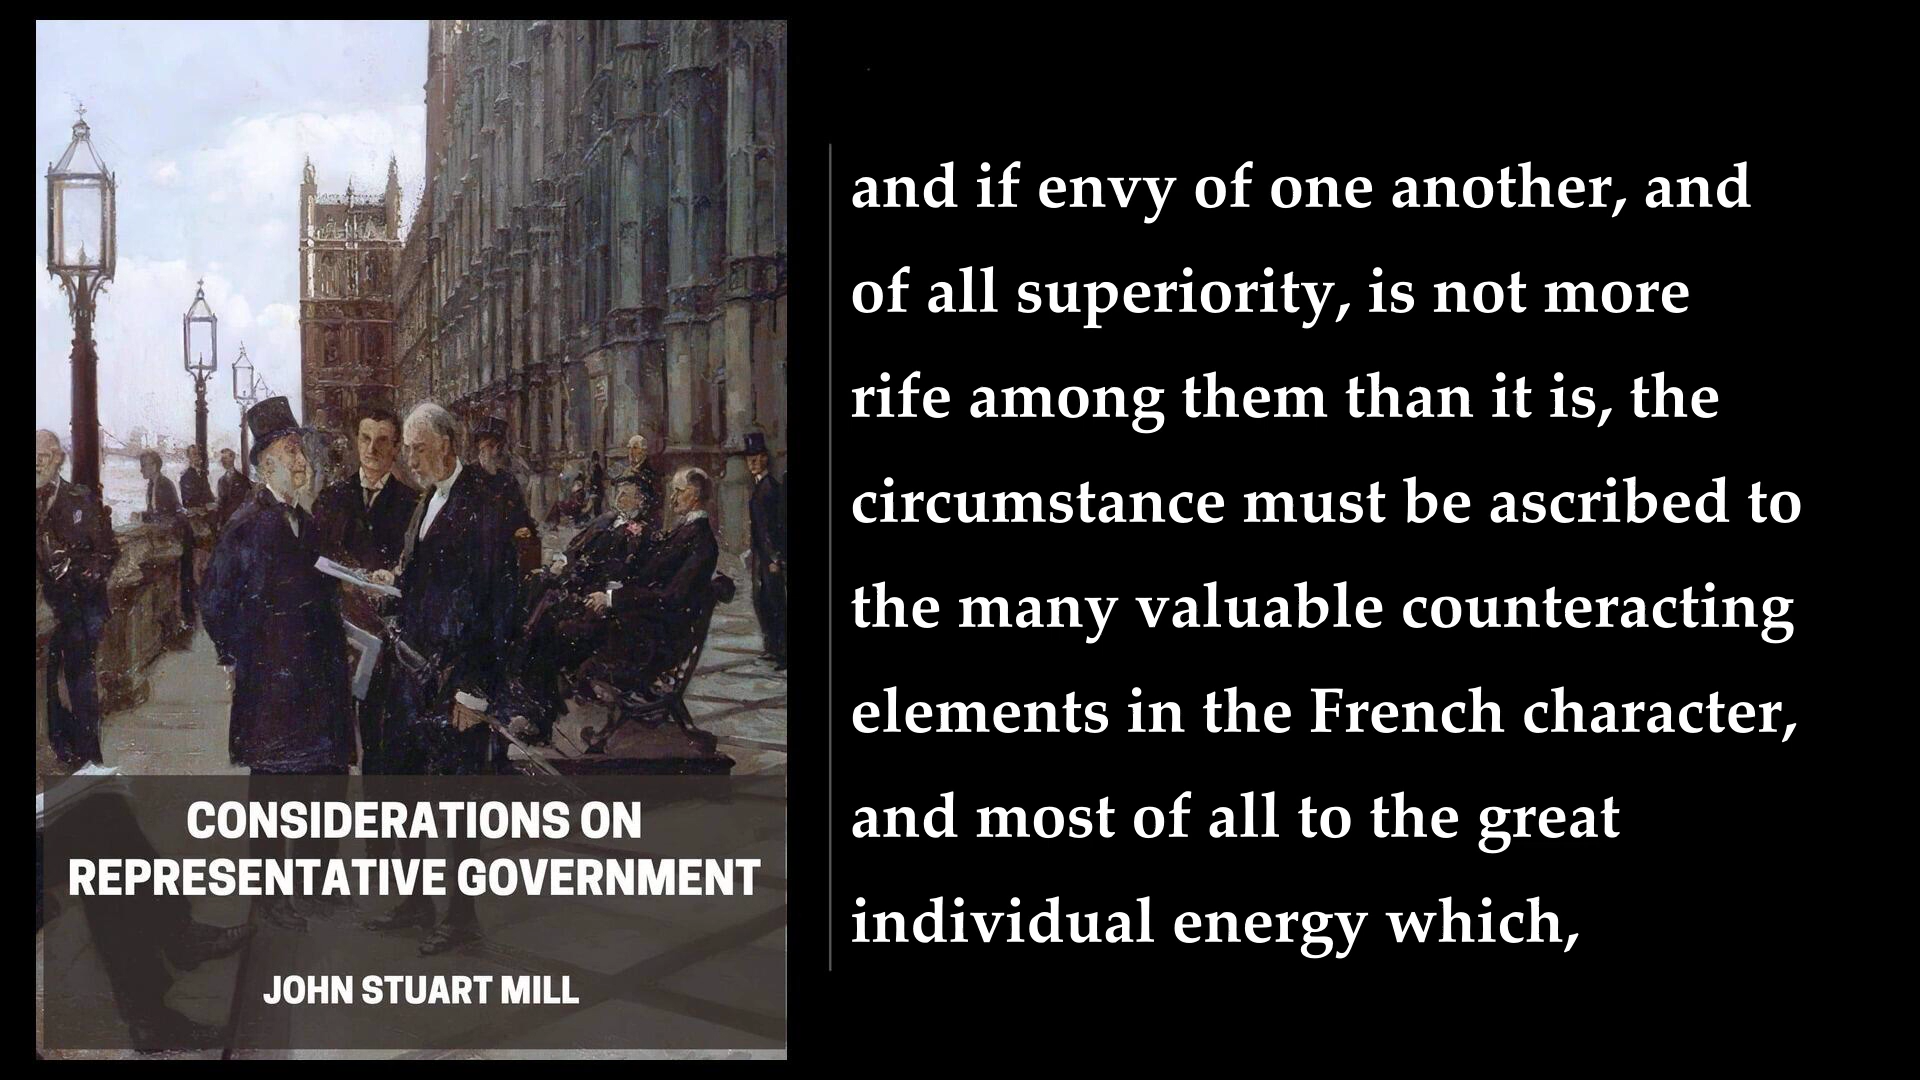 CONSIDERATIONS ON
REPRESENTATIVE GOVERNMENT
JOHN STUART MILL
and if envy of one another, and
of all superiority, is not more
rife among them than it is, the
circumstance must be ascribed to
the many valuable counteracting
elements in the French character,
and most of all to the great
individual energy which,